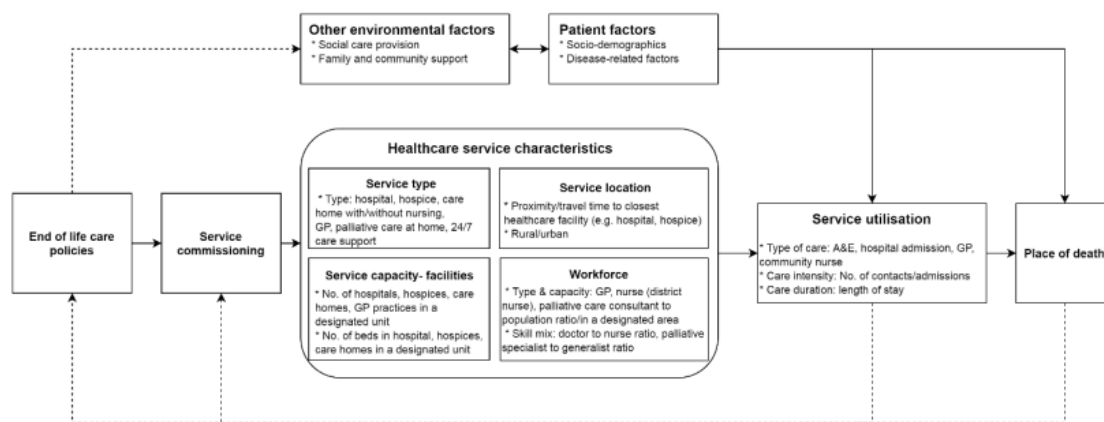 Other environmental factors
* Social care provision
* Family and community support
Patient factors
* Socio-demographics
* Disease-related factors
Healthcare service characteristics
Service type
* Type: hospital, hospice, care
home with/without nursing,
GP, palliative care at home, 24/7
care support
Service location
* Proximity/travel time to closest
healthcare facility (e.g. hospital, hospice)
* Rural/urban
Service capacity- facilities
* No. of hospitals, hospices, care
homes, GP practices in a
designated unit
* No. of beds in hospital, hospices,
care homes in a designated unit
Workforce
* Type & capacity: GP, nurse (district
nurse), palliative care consultant to
population ratio/in a designated area
* Skill mix: doctor to nurse ratio, palliative
specialist to generalist ratio
End of life care
policies
Service
commissioning
Service utilisation
* Type of care: A&E, hospital admission, GP,
community nurse
* Care intensity: No. of contacts/admissions
* Care duration: length of stay
Place of death